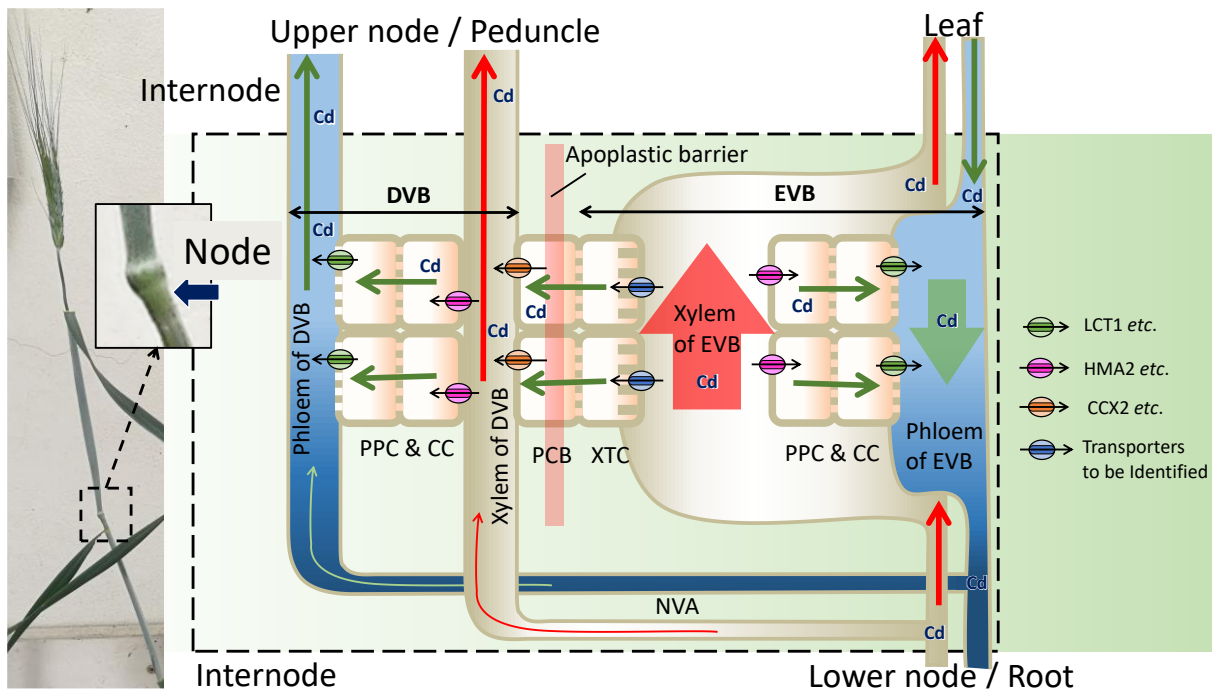 Upper node / Peduncle
Leaf
Internode
Cd
Cd
Apoplastic barrier
Cd
Cd
DVB
EVB
Cd
Node
Cd
Cd
Cd
Cd
Xylem
of EVB
Cd
Cd
Cd
LCT1 etc.
HMA2 etc.
CCX2 etc.
Transporters
to be Identified
Phloem of DVB
Xylem of DVB
PPC & CC
PCB
XTC
PPC & CC
Phloem
of EVB
Cd
NVA
Cd
Internode
Lower node / Root